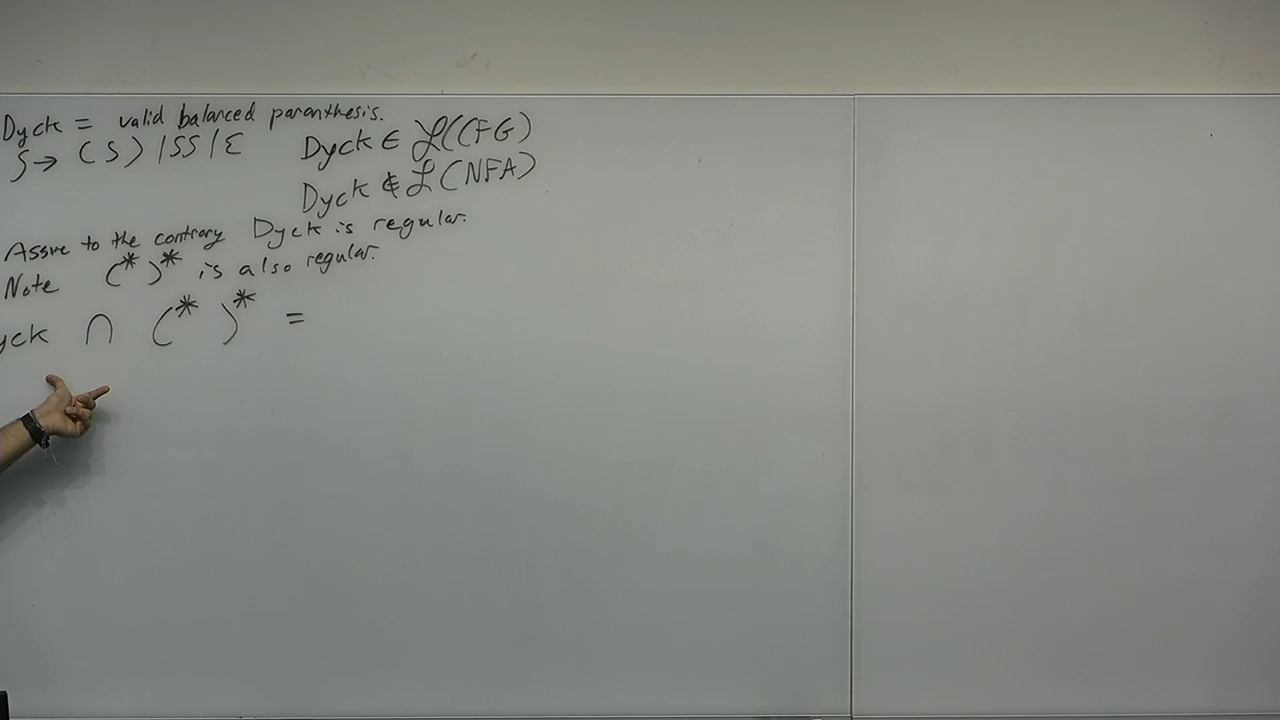 Dyck = valid balanced paranthesis.
S → (S) | SS | ε
Dyck ∈ ℒ(CFG)
Dyck ∉ ℒ(NFA)
Assue to the contrary Dyck is regular.
Note (* )* is also regular.
yck ∩ (* )* =